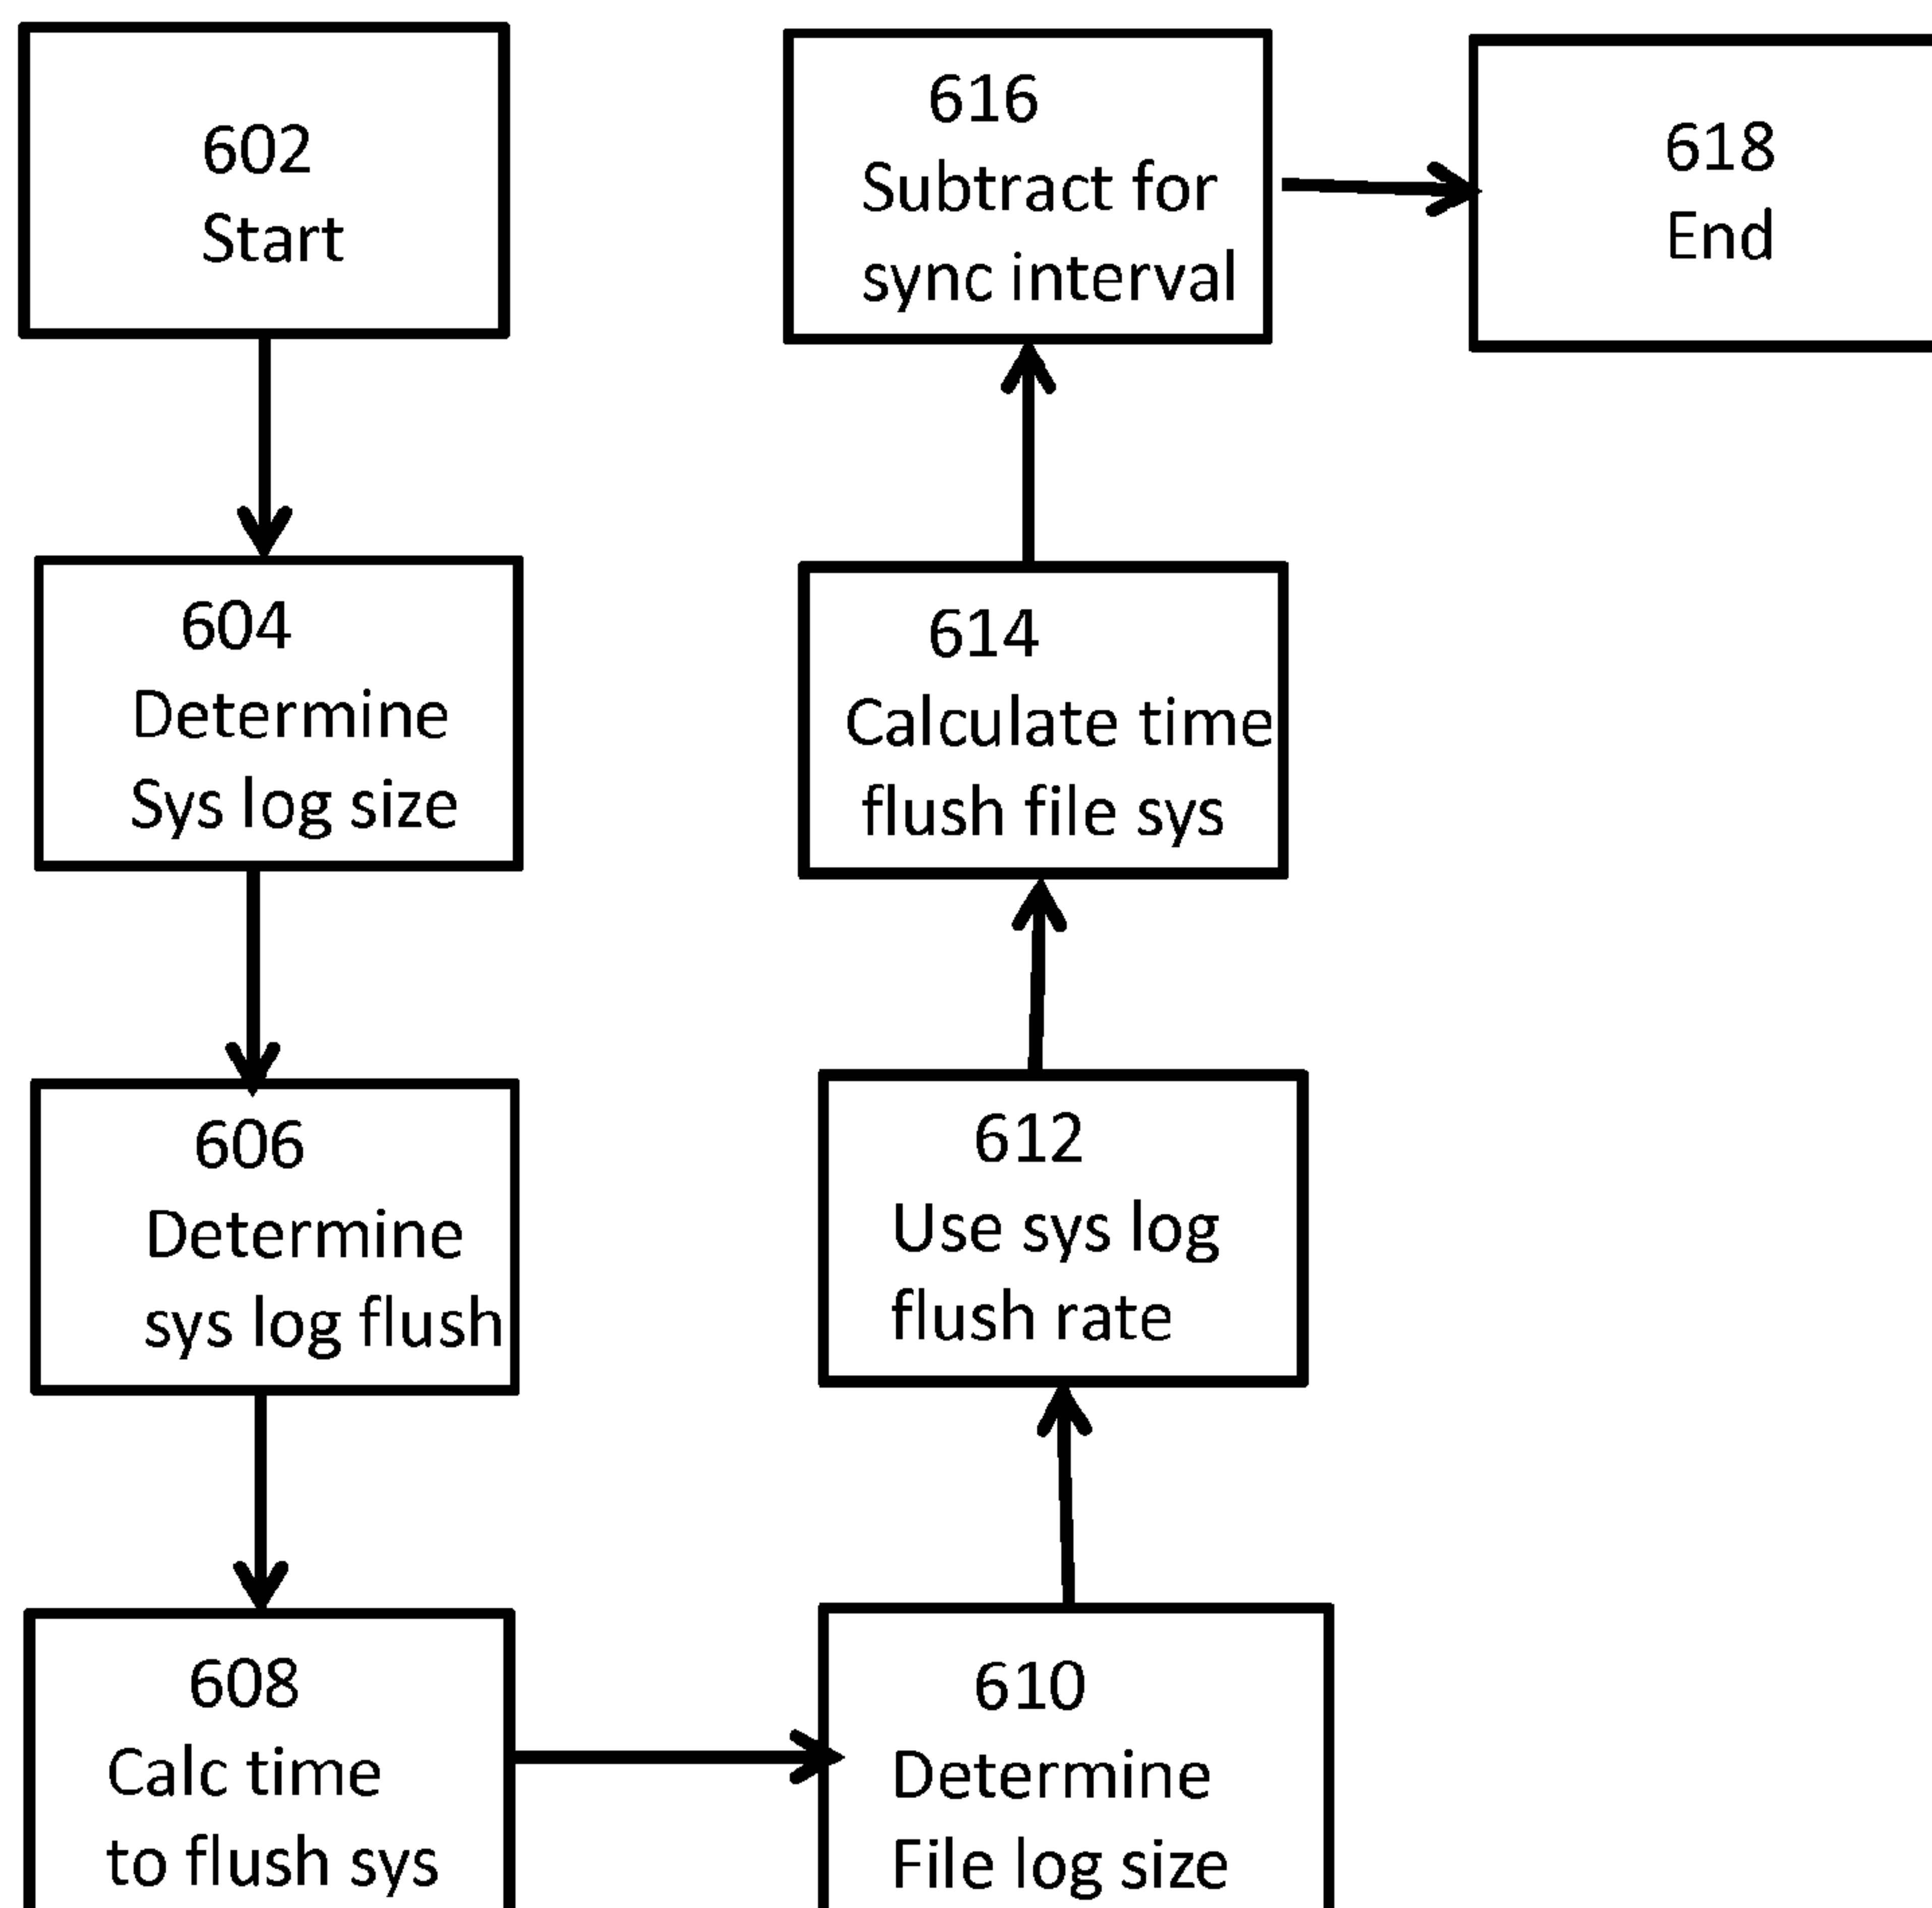 602
Start
604
Determine
Sys log size
606
Determine
sys log flush
608
Calc time
to flush sys
610
Determine
File log size
612
Use sys log
flush rate
614
Calculate time
flush file sys
616
Subtract for
sync interval
618
End